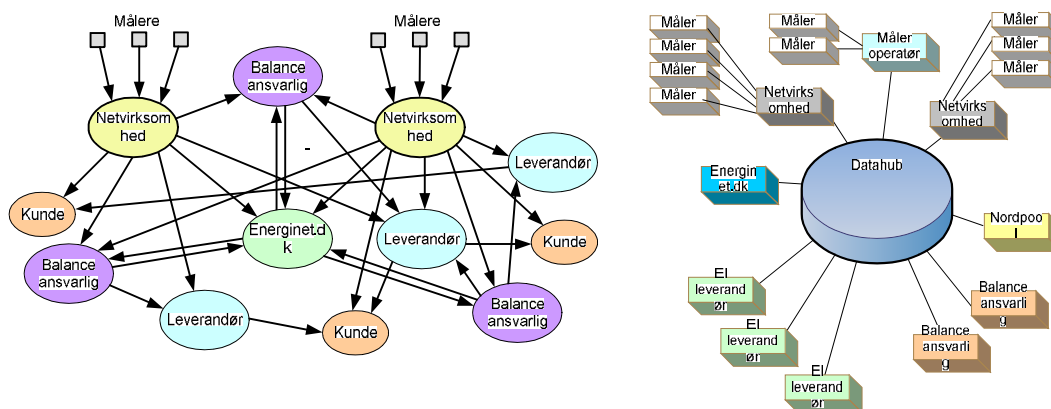 Målere
Målere
Balance
ansvarlig
Netvirksom
hed
Netvirksom
hed
-
Leverandør
Kunde
Energinet.d
k
Leverandør
Kunde
Balance
ansvarlig
Leverandør
Kunde
Balance
ansvarlig
Måler
Måler
Måler
Måler
Måler
Måler
Måler
operatør
Måler
Måler
Måler
Netvirks
omhed
Netvirks
omhed
Datahub
Energin
et.dk
Nordpoo
l
El
leverand
ør
El
leverand
ør
El
leverand
ør
Balance
ansvarli
g
Balance
ansvarli
g